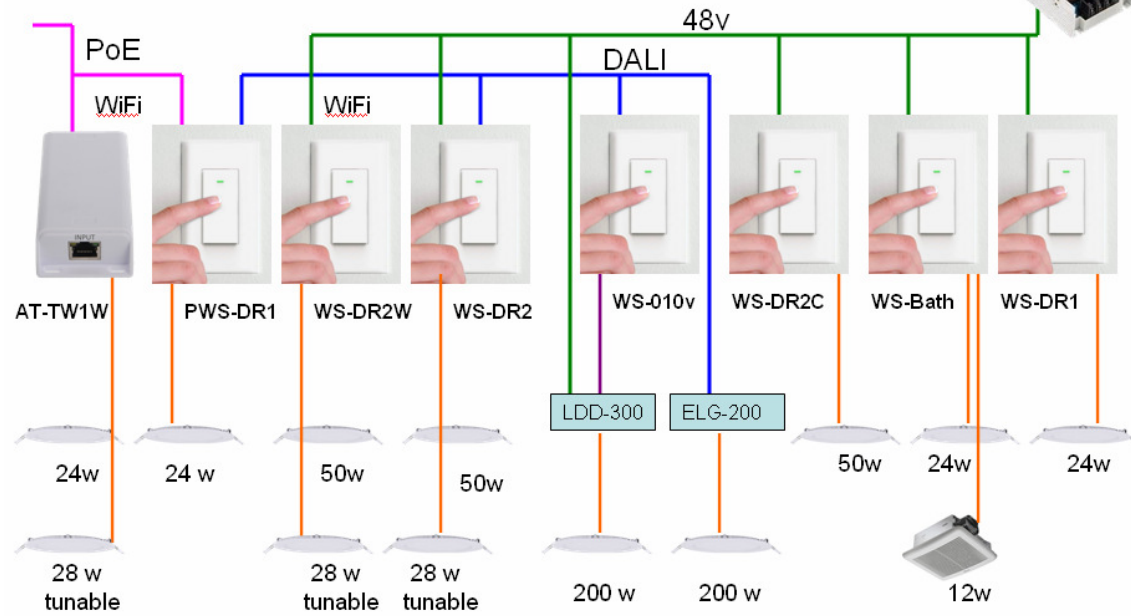 48v
PoE
DALI
WiFi
WiFi
INPUT
AT-TW1W
PWS-DR1
WS-DR2W
WS-DR2
WS-010v
WS-DR2C
WS-Bath
WS-DR1
LDD-300
ELG-200
24w
24 w
50w
50w
50w
24w
24w
28 w
tunable
28 w
tunable
28 w
tunable
200 w
200 w
12w